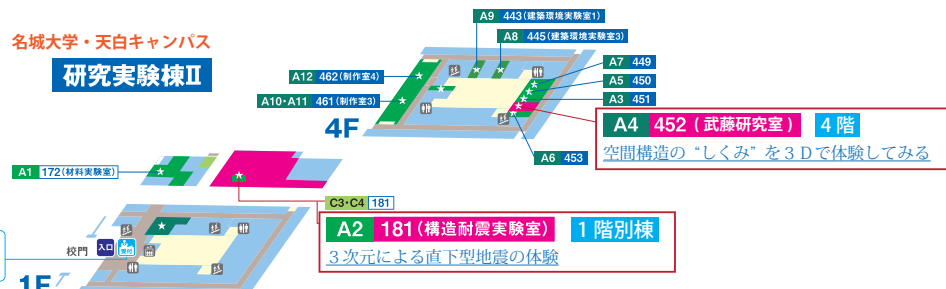 名城大学・天白キャンパス
研究実験棟Ⅱ
A9 443(建築環境実験室1)
A8 445(建築環境実験室3)
A12 462(制作室4)
A10・A11 461(制作室3)
A7 449
A5 450
A3 451
4F
A4 452 ( 武藤研究室 ) 4 階
空間構造の“しくみ”を３Ｄで体験してみる
A6 453
A1 172(材料実験室)
C3・C4 181
A2 181(構造耐震実験室) 1 階別棟
３次元による直下型地震の体験
校門
入口
受付
1F